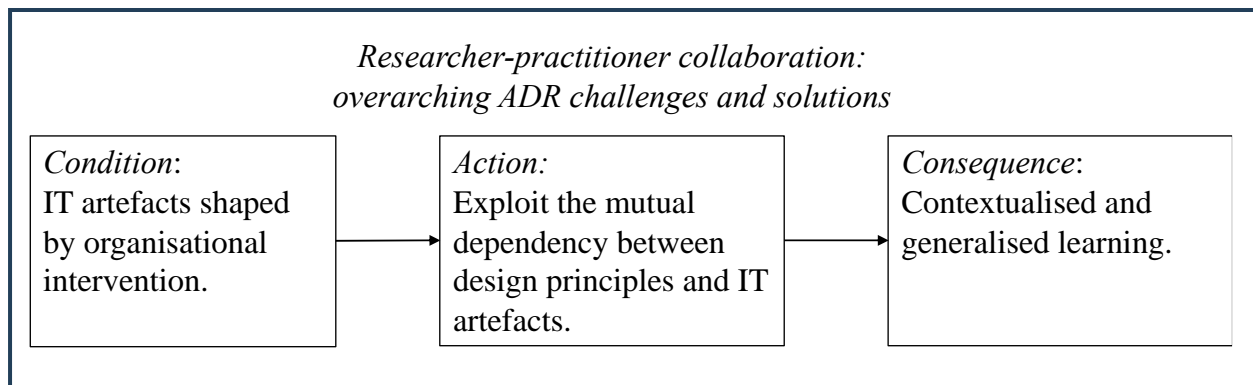 Researcher-practitioner collaboration:
overarching ADR challenges and solutions
Condition:
IT artefacts shaped
by organisational
intervention.
Action:
Exploit the mutual
dependency between
design principles and IT
artefacts.
Consequence:
Contextualised and
generalised learning.